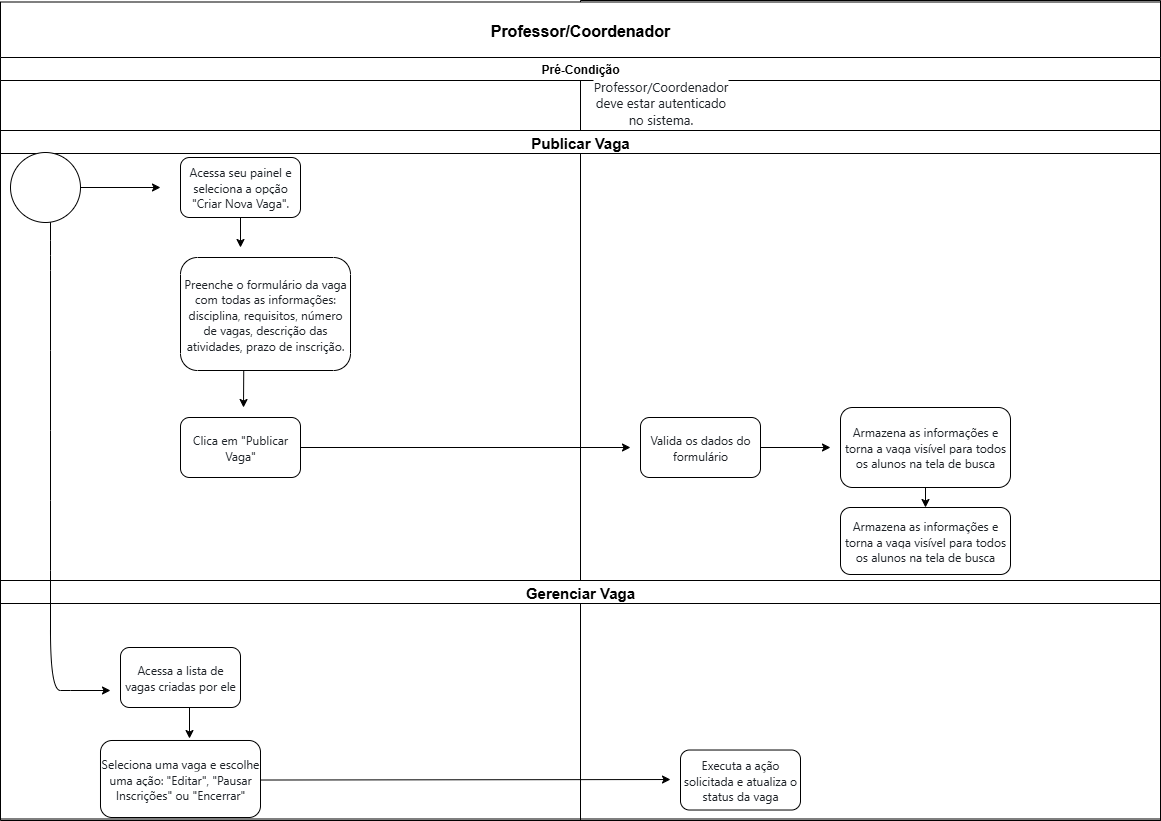 Professor/Coordenador
Pré-Condição
Professor/Coordenador
deve estar autenticado
no sistema.
Publicar Vaga
Acessa seu painel e
seleciona a opção
"Criar Nova Vaga".
Preenche o formulário da vaga
com todas as informações:
disciplina, requisitos, número
de vagas, descrição das
atividades, prazo de inscrição.
Clica em "Publicar
Vaga"
Valida os dados do
formulário
Armazena as informações e
torna a vaga visível para todos
os alunos na tela de busca
Armazena as informações e
torna a vaga visível para todos
os alunos na tela de busca
Gerenciar Vaga
Acessa a lista de
vagas criadas por ele
Seleciona uma vaga e escolhe
uma ação: "Editar", "Pausar
Inscrições" ou "Encerrar"
Executa a ação
solicitada e atualiza o
status da vaga